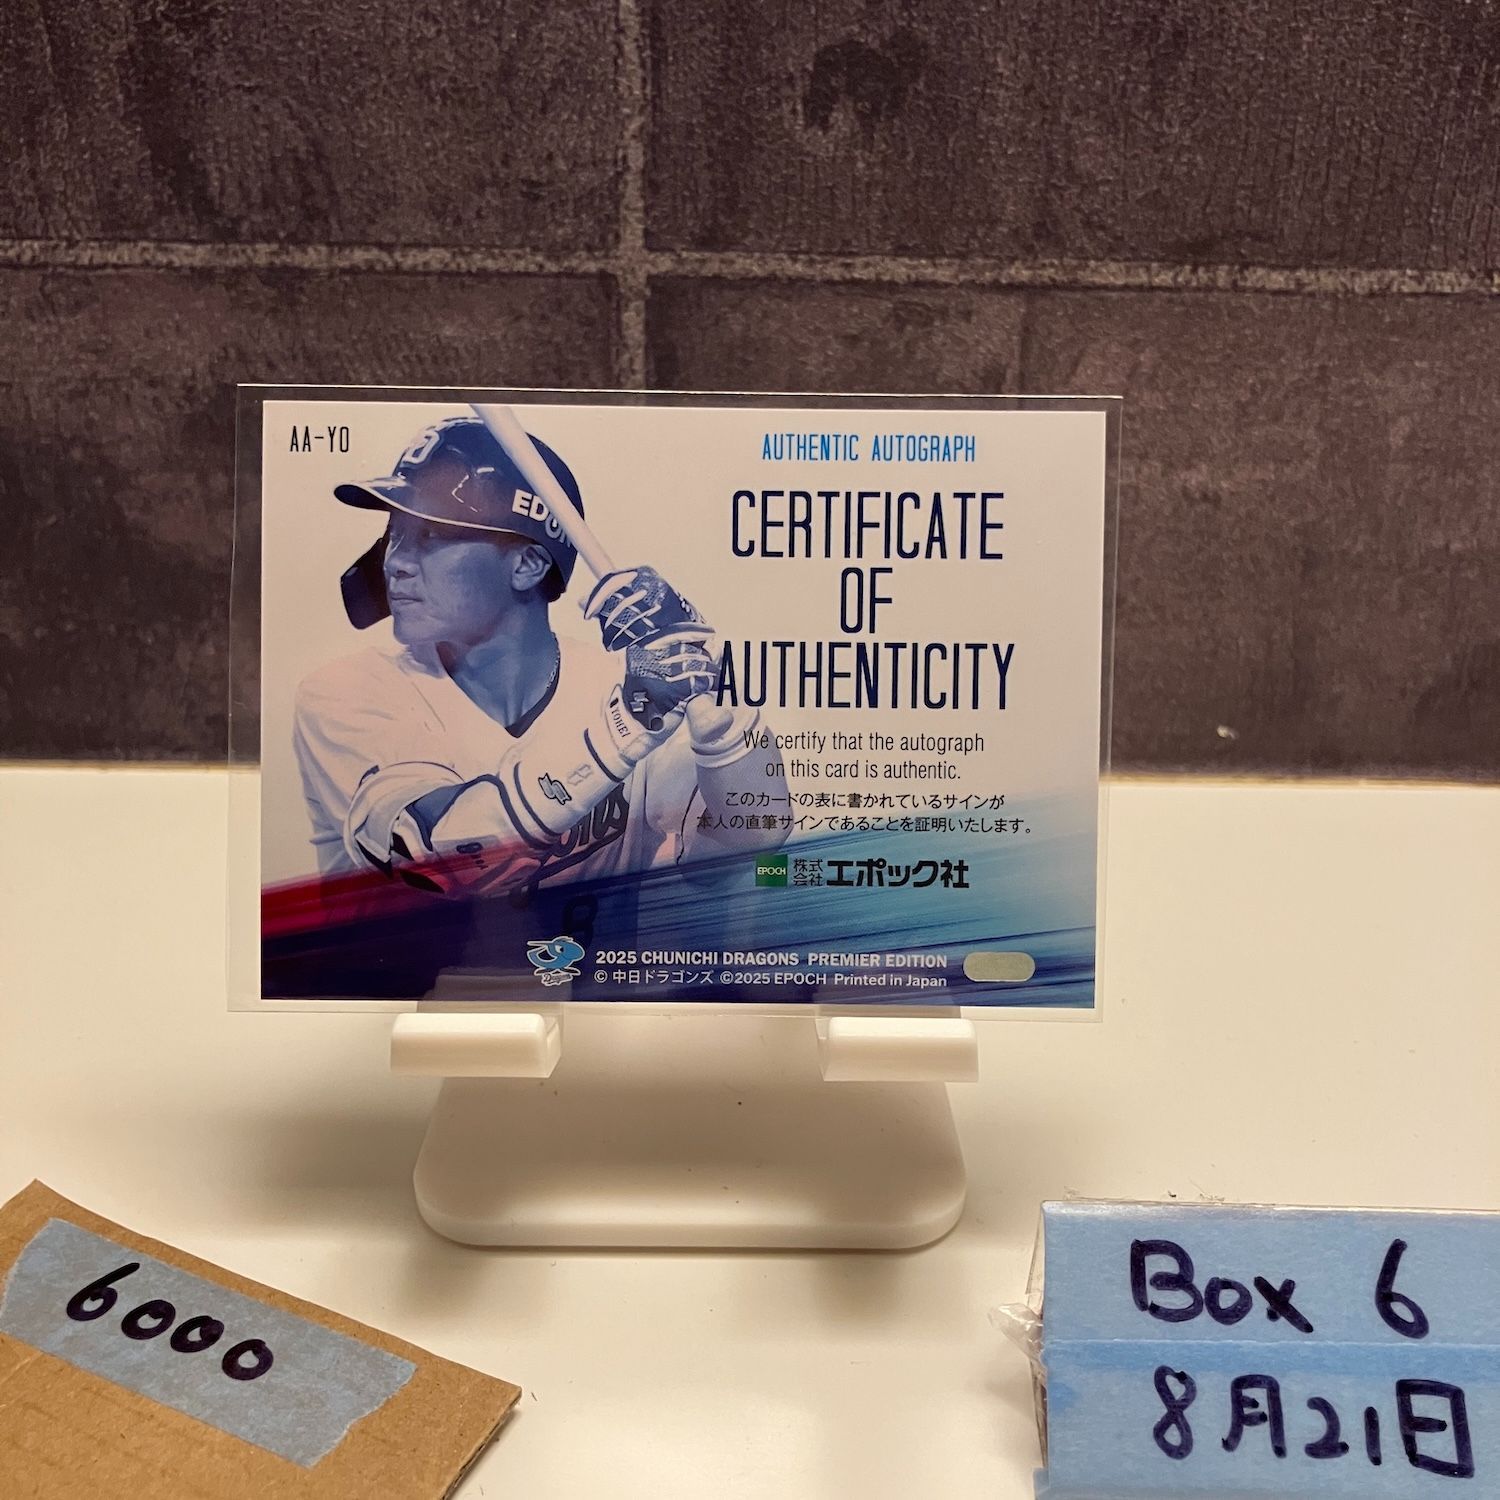 AA-YO
AUTHENTIC AUTOGRAPH
CERTIFICATE
OF
AUTHENTICITY
We certify that the autograph
on this card is authentic.
このカードの表に書かれているサインが
本人の直筆サインであることを証明いたします。
EPOCH 株式会社 エポック社
2025 CHUNICHI DRAGONS PREMIER EDITION
© 中日ドラゴンズ ©2025 EPOCH Printed in Japan
YOHEI
8
6000
Box 6
8月21日